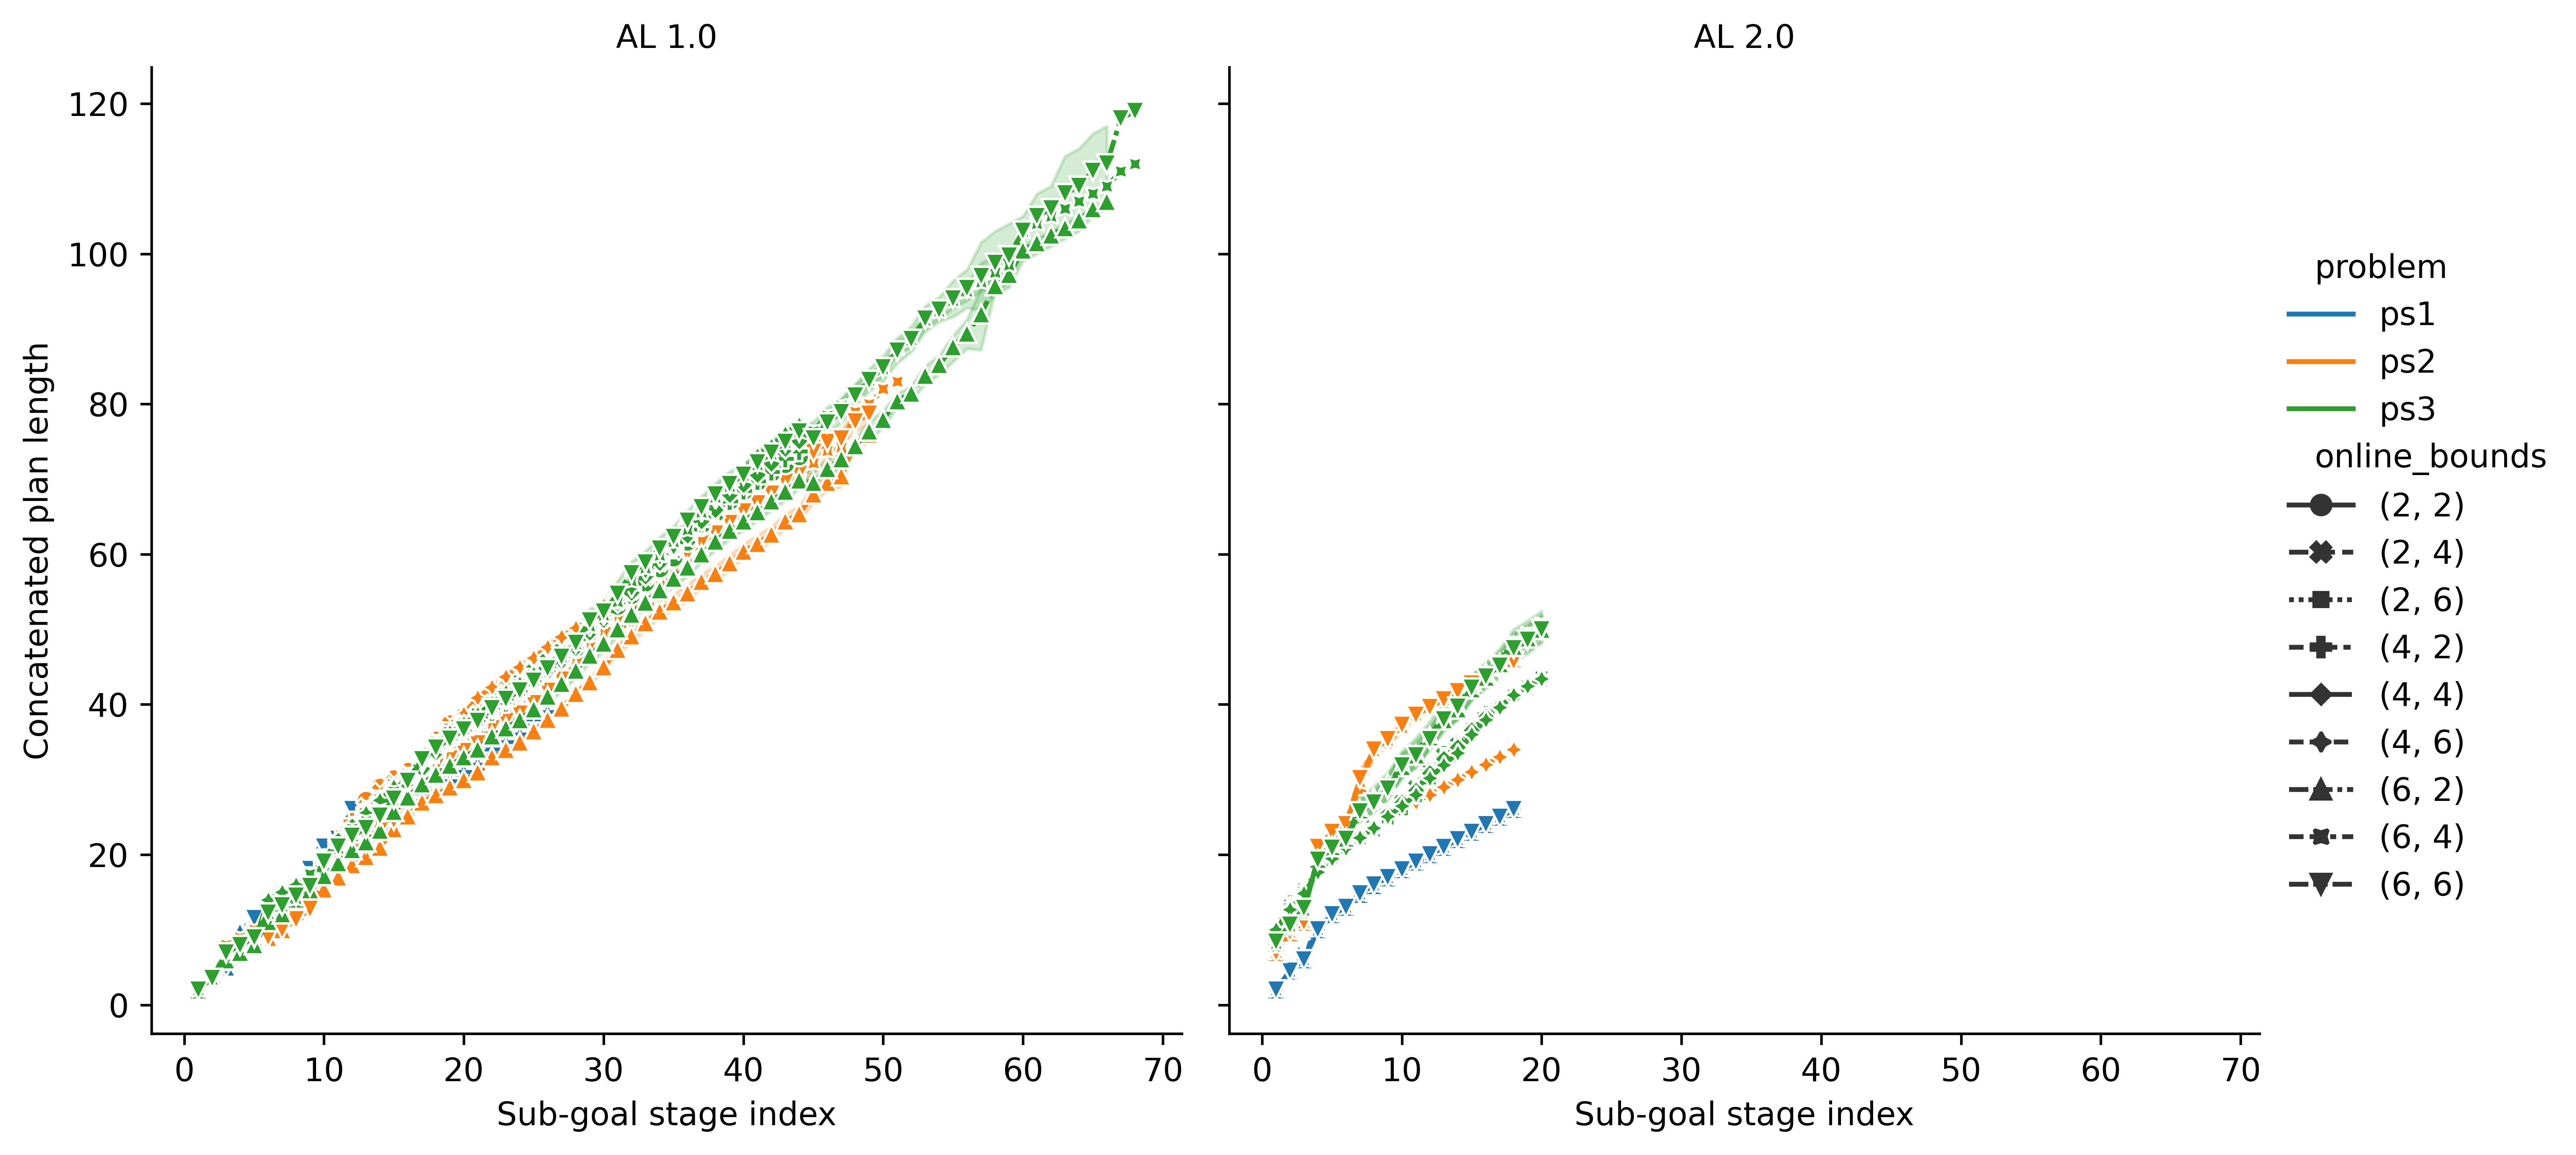 AL 1.0
AL 2.0
Concatenated plan length
120
100
80
60
40
20
0
0 10 20 30 40 50 60 70
0 10 20 30 40 50 60 70
Sub-goal stage index
Sub-goal stage index
problem
ps1
ps2
ps3
online_bounds
(2, 2)
(2, 4)
(2, 6)
(4, 2)
(4, 4)
(4, 6)
(6, 2)
(6, 4)
(6, 6)